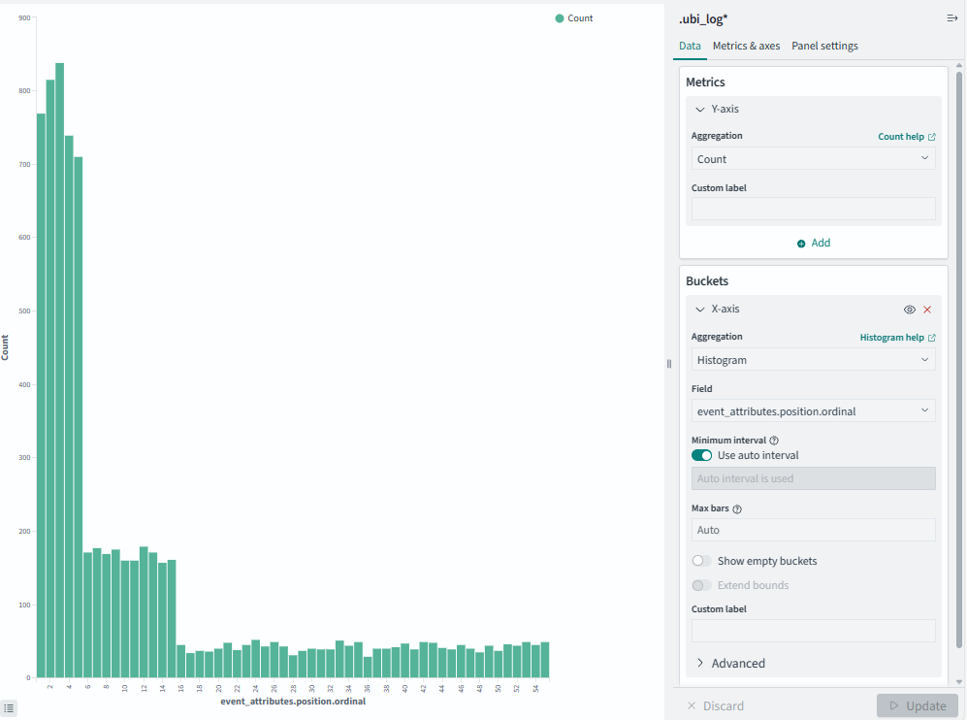 900
800
700
600
500
400
300
200
100
0
Count
2 4 6 8 10 12 14 16 18 20 22 24 26 28 30 32 34 36 38 40 42 44 46 48 50 52 54
event_attributes.position.ordinal
Count
.ubi_log*
Data Metrics & axes Panel settings
Metrics
Y-axis
Aggregation Count help
Count
Custom label
Add
Buckets
X-axis
Aggregation Histogram help
Histogram
Field
event_attributes.position.ordinal
Minimum interval
Use auto interval
Auto interval is used
Max bars
Auto
Show empty buckets
Extend bounds
Custom label
Advanced
Discard Update